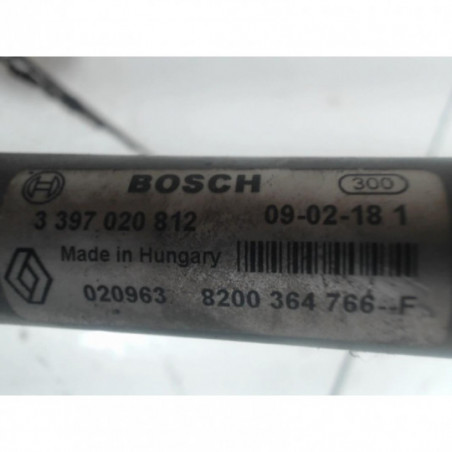 BOSCH 300
3 397 020 812 09-02-18 1
Made in Hungary
020963 8200 364 766--F